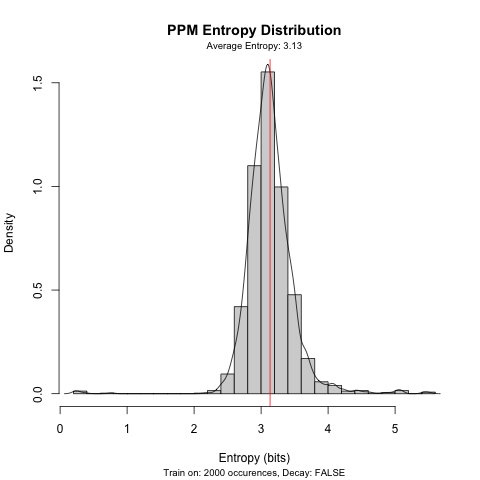 PPM Entropy Distribution
Average Entropy: 3.13
1.5
1.0
0.5
0.0
Density
0 1 2 3 4 5
Entropy (bits)
Train on: 2000 occurences, Decay: FALSE